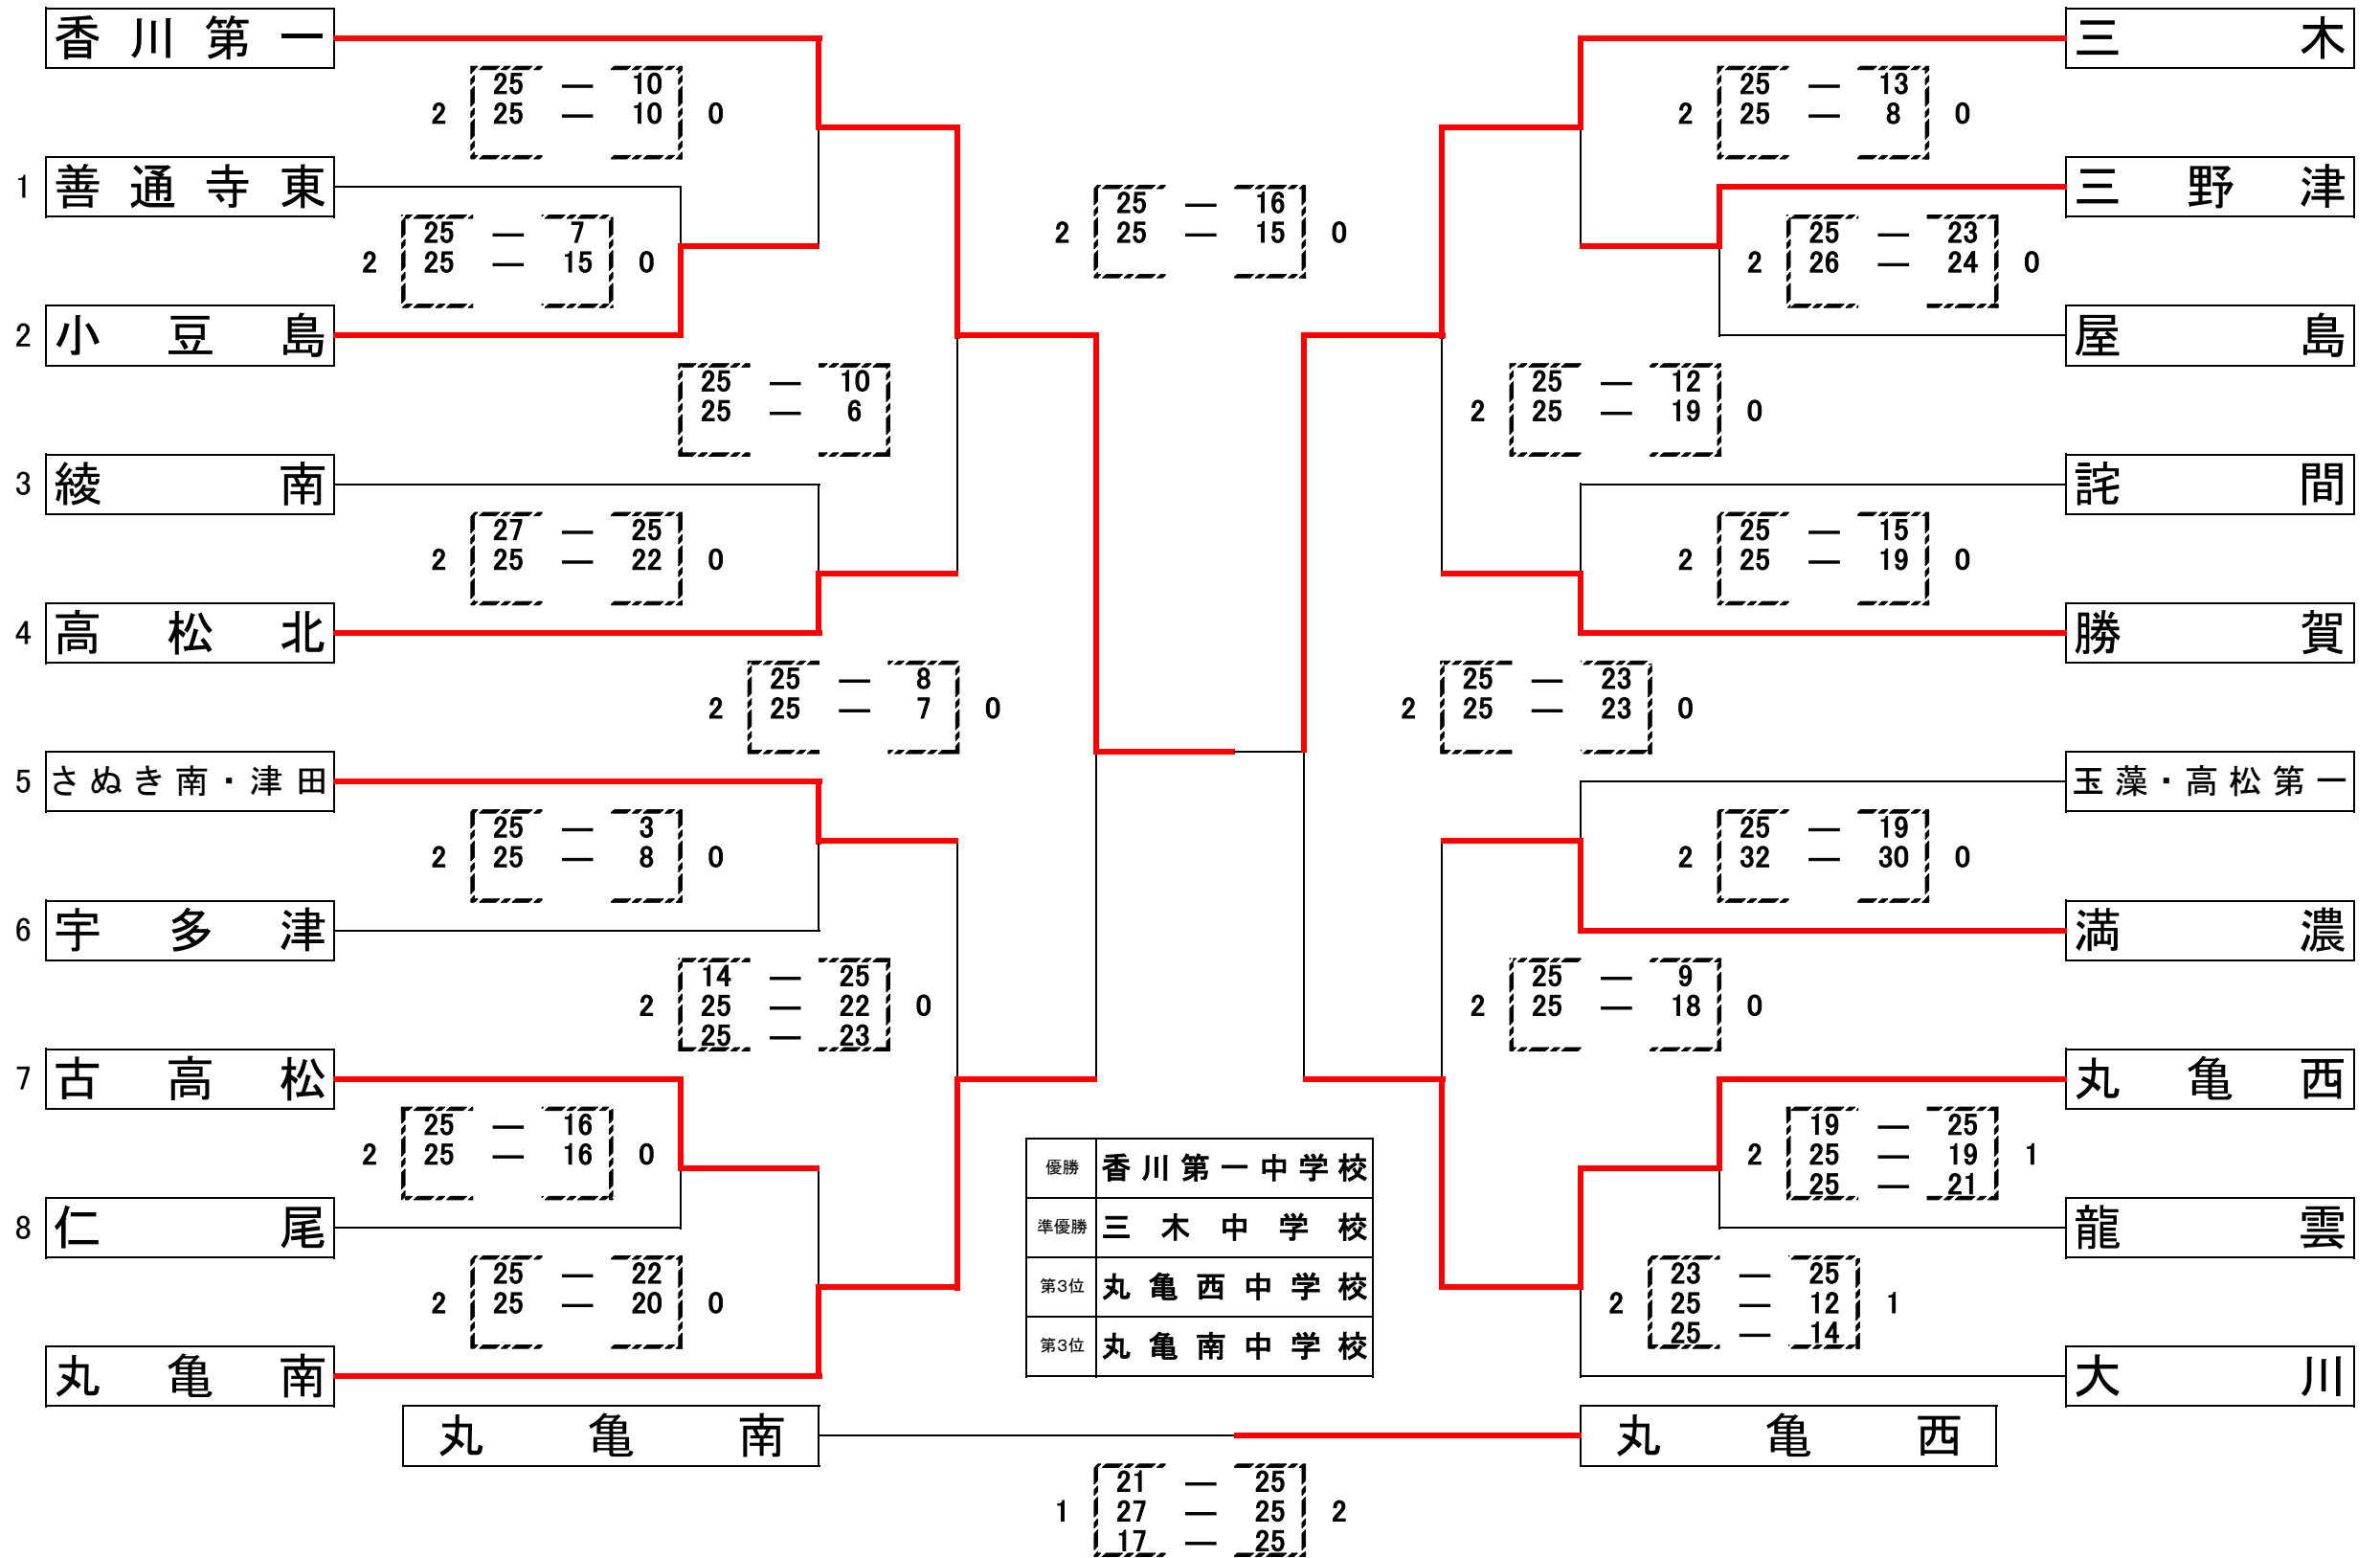 香川第一
三木
25 — 10
2 25 — 10 0
25 — 13
2 25 — 8 0
1 善通寺東
三野津
25 — 16
2 25 — 15 0
25 — 7
2 25 — 15 0
25 — 23
2 26 — 24 0
2 小豆島
屋島
25 — 10
25 — 6
25 — 12
2 25 — 19 0
3 綾南
詫間
27 — 25
2 25 — 22 0
25 — 15
2 25 — 19 0
4 高松北
勝賀
25 — 8
2 25 — 7 0
25 — 23
2 25 — 23 0
5 さぬき南・津田
玉藻・高松第一
25 — 3
2 25 — 8 0
25 — 19
2 32 — 30 0
6 宇多津
満濃
14 — 25
2 25 — 22 0
25 — 23
25 — 9
2 25 — 18 0
7 古高松
丸亀西
25 — 16
2 25 — 16 0
19 — 25
2 25 — 19 1
25 — 21
優勝 香川第一中学校
準優勝 三木中学校
第3位 丸亀西中学校
第3位 丸亀南中学校
8 仁尾
龍雲
25 — 22
2 25 — 20 0
23 — 25
2 25 — 12 1
25 — 14
丸亀南
大川
丸亀南
丸亀西
21 — 25
1 27 — 25 2
17 — 25